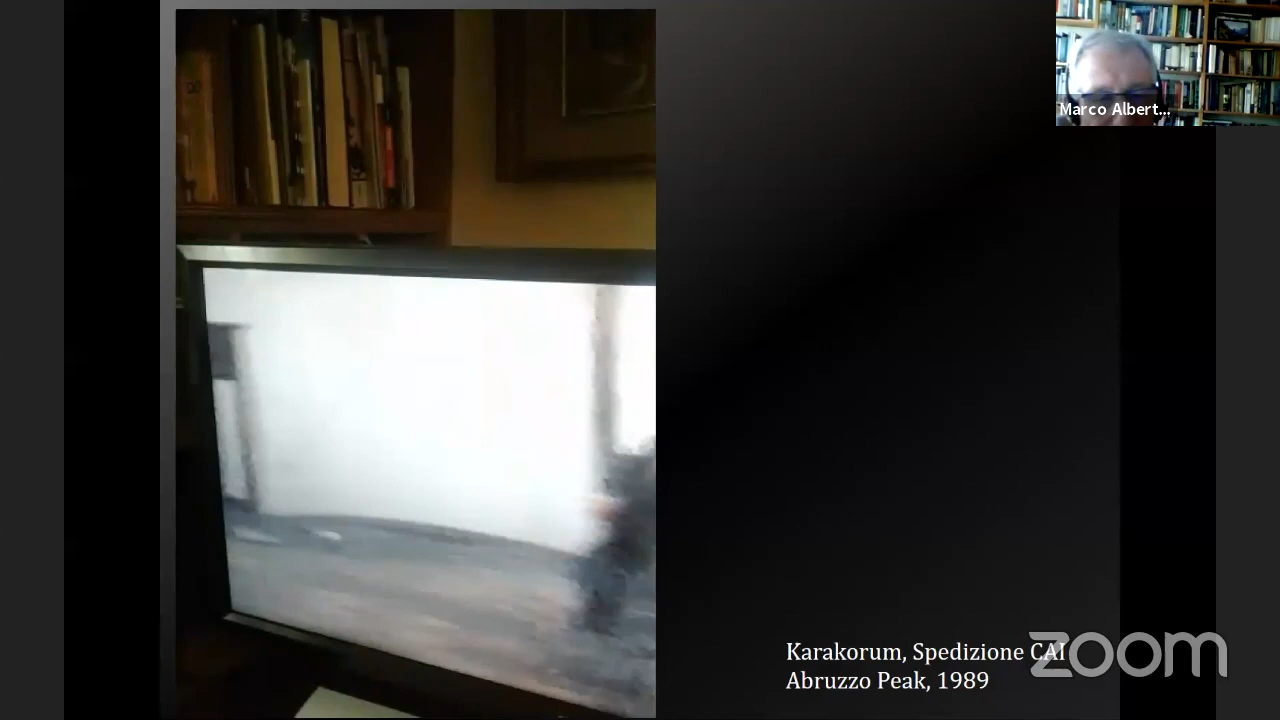 Marco Albert...
Karakorum, Spedizione CAI
Abruzzo Peak, 1989
zoom